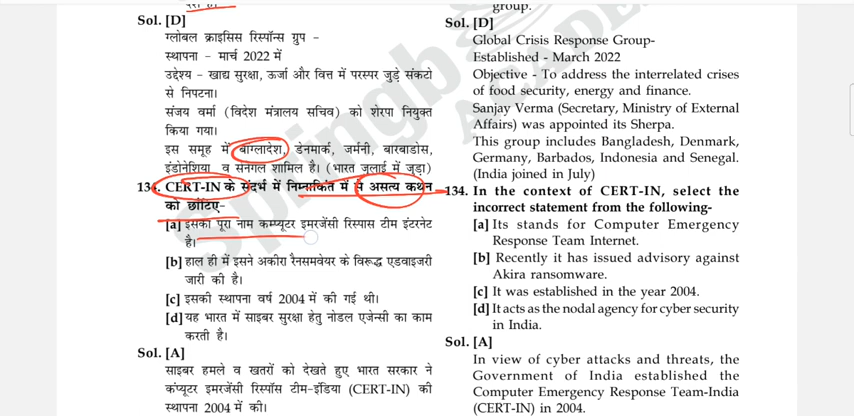 Sol. [D]
ग्लोबल क्राइसिस रिस्पॉन्स ग्रुप –
स्थापना – मार्च 2022 में
उद्देश्य – खाद्य सुरक्षा, ऊर्जा और वित्त में परस्पर जुड़े संकटो
से निपटना।
संजय वर्मा (विदेश मंत्रालय सचिव) को शेरपा नियुक्त
किया गया।
इस समूह में बांग्लादेश, डेनमार्क, जर्मनी, बारबाडोस,
इंडोनेशिया व सेनेगल शामिल है। (भारत जुलाई में जुड़ा)
134. CERT-IN के संदर्भ में निम्नांकित में से असत्य कथन
को छाँटिए-
[a] इसका पूरा नाम कम्प्यूटर इमरजेंसी रिस्पांस टीम इंटरनेट
है।
[b] हाल ही में इसने अकीरा रैनसमवेयर के विरूद्ध एडवाइजरी
जारी की है।
[c] इसकी स्थापना वर्ष 2004 में की गई थी।
[d] यह भारत में साइबर सुरक्षा हेतु नोडल एजेन्सी का काम
करती है।
Sol. [A]
साइबर हमले व खतरों को देखते हुए भारत सरकार ने
कंप्यूटर इमरजेंसी रिस्पॉस टीम-इंडिया (CERT-IN) की
स्थापना 2004 में की।
group.
Sol. [D]
Global Crisis Response Group-
Established - March 2022
Objective - To address the interrelated crises
of food security, energy and finance.
Sanjay Verma (Secretary, Ministry of External
Affairs) was appointed its Sherpa.
This group includes Bangladesh, Denmark,
Germany, Barbados, Indonesia and Senegal.
(India joined in July)
134. In the context of CERT-IN, select the
incorrect statement from the following-
[a] Its stands for Computer Emergency
Response Team Internet.
[b] Recently it has issued advisory against
Akira ransomware.
[c] It was established in the year 2004.
[d] It acts as the nodal agency for cyber security
in India.
Sol. [A]
In view of cyber attacks and threats, the
Government of India established the
Computer Emergency Response Team-India
(CERT-IN) in 2004.